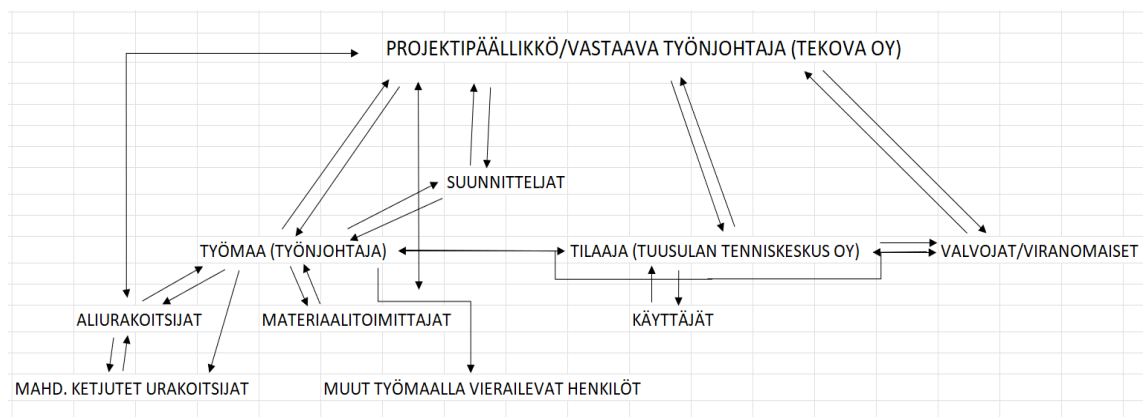 PROJEKTIPÄÄLLIKKÖ/VASTAAVA TYÖNJOHTAJA (TEKOVA OY)
SUUNNITTELJAT
TYÖMAA (TYÖNJOHTAJA)
TILAAJA (TUUSULAN TENNISKESKUS OY)
VALVOJAT/VIRANOMAISET
ALIURAKOITSIJAT
MATERIAALITOIMITTAJAT
KÄYTTÄJÄT
MAHD. KETJUTET URAKOITSIJAT
MUUT TYÖMAALLA VIERAILEVAT HENKILÖT